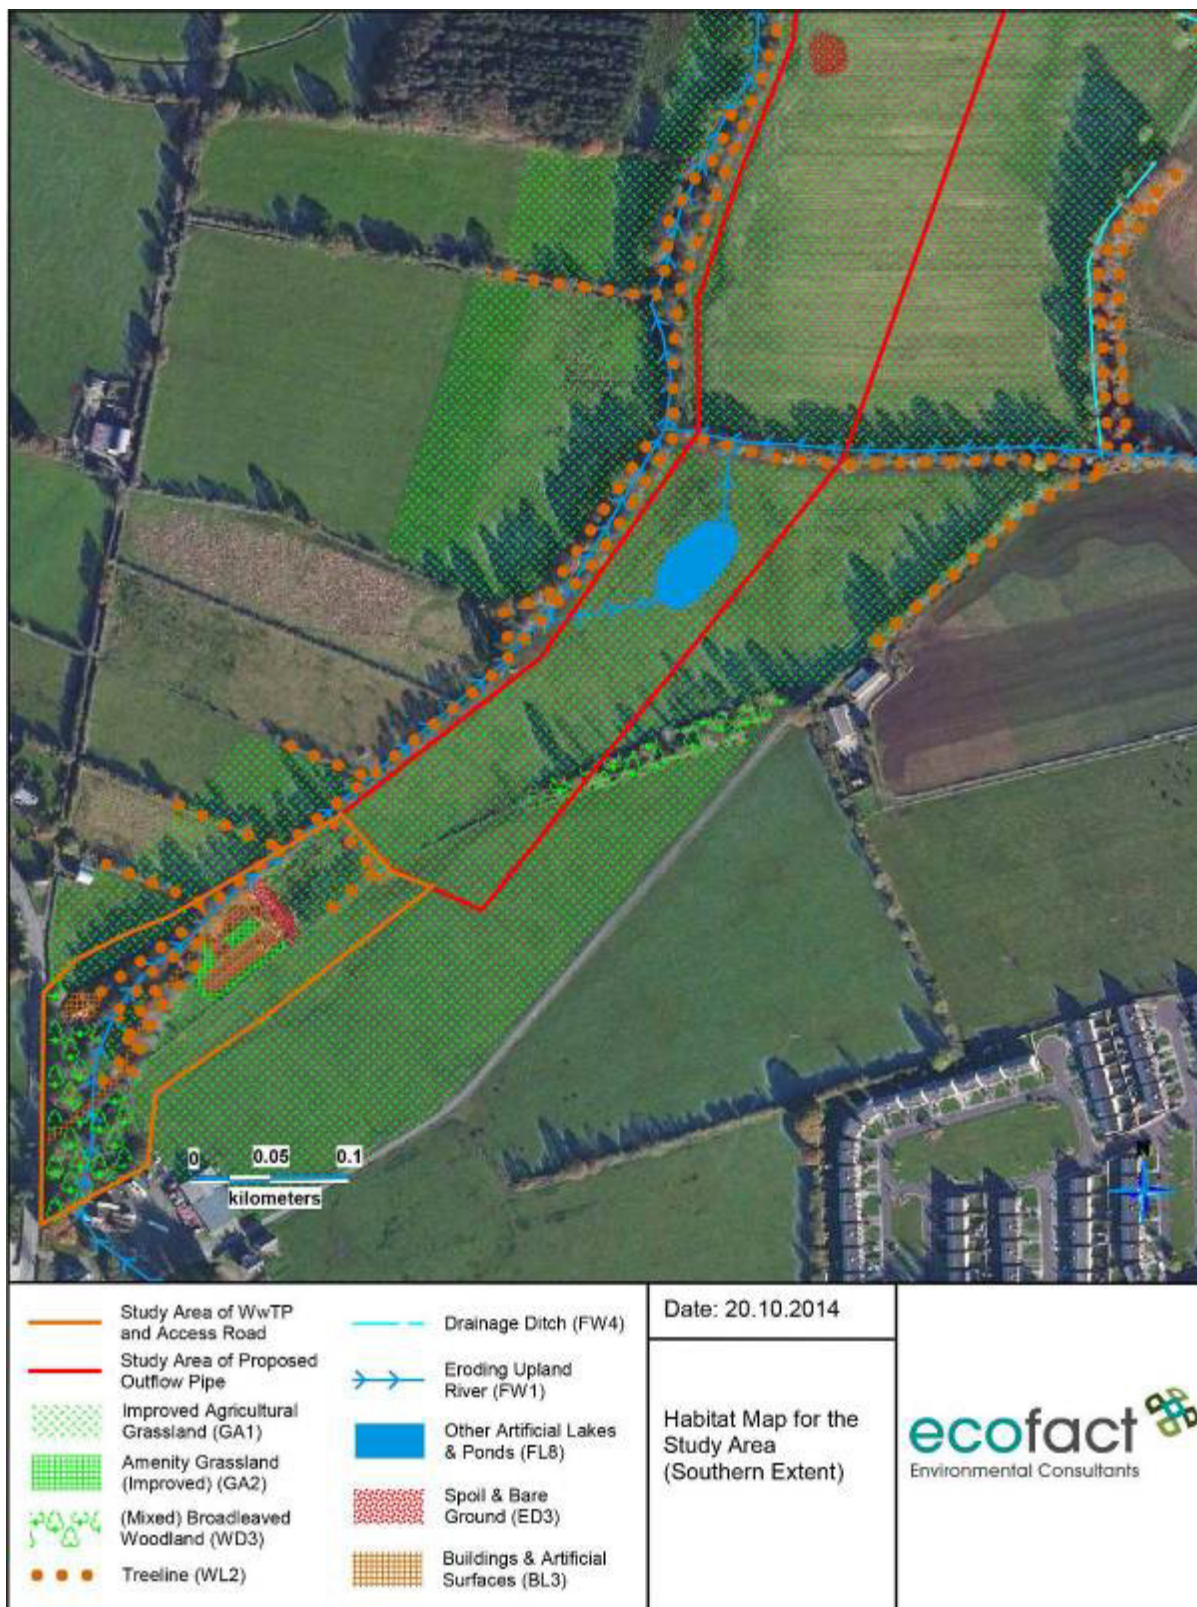 0 0.05 0.1
kilometers
N
Study Area of WwTP
and Access Road
Study Area of Proposed
Outflow Pipe
Improved Agricultural
Grassland (GA1)
Amenity Grassland
(Improved) (GA2)
(Mixed) Broadleaved
Woodland (WD3)
Treeline (WL2)
Drainage Ditch (FW4)
Eroding Upland
River (FW1)
Other Artificial Lakes
& Ponds (FL8)
Spoil & Bare
Ground (ED3)
Buildings & Artificial
Surfaces (BL3)
Date: 20.10.2014
Habitat Map for the
Study Area
(Southern Extent)
ecofact
Environmental Consultants